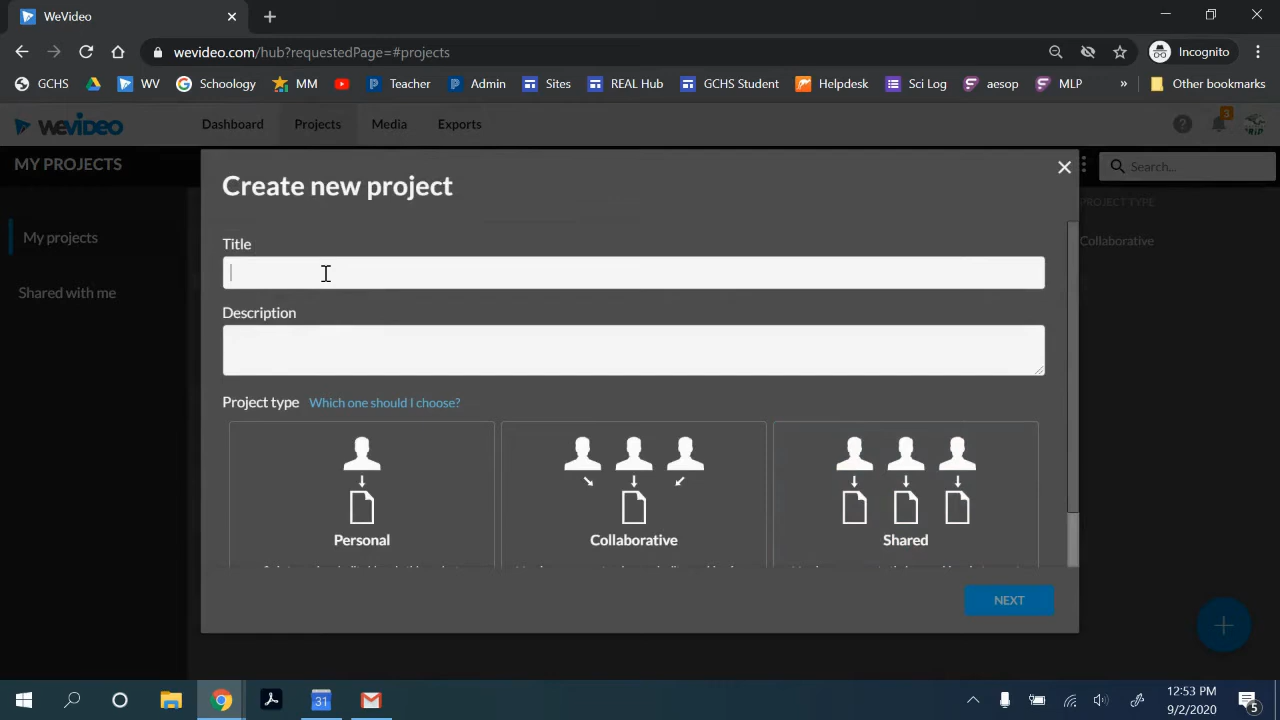 WeVideo
wevideo.com/hub?requestedPage=#projects
Incognito
GCHS WV Schoology MM Teacher Admin Sites REAL Hub GCHS Student Helpdesk Sci Log aesop MLP » Other bookmarks
WEVIDEO Dashboard Projects Media Exports 3
MY PROJECTS
Search...
Create new project
PROJECT TYPE
My projects
Title
Collaborative
Shared with me
Description
Project type Which one should I choose?
Personal Collaborative Shared
NEXT
31
12:53 PM
9/2/2020
5